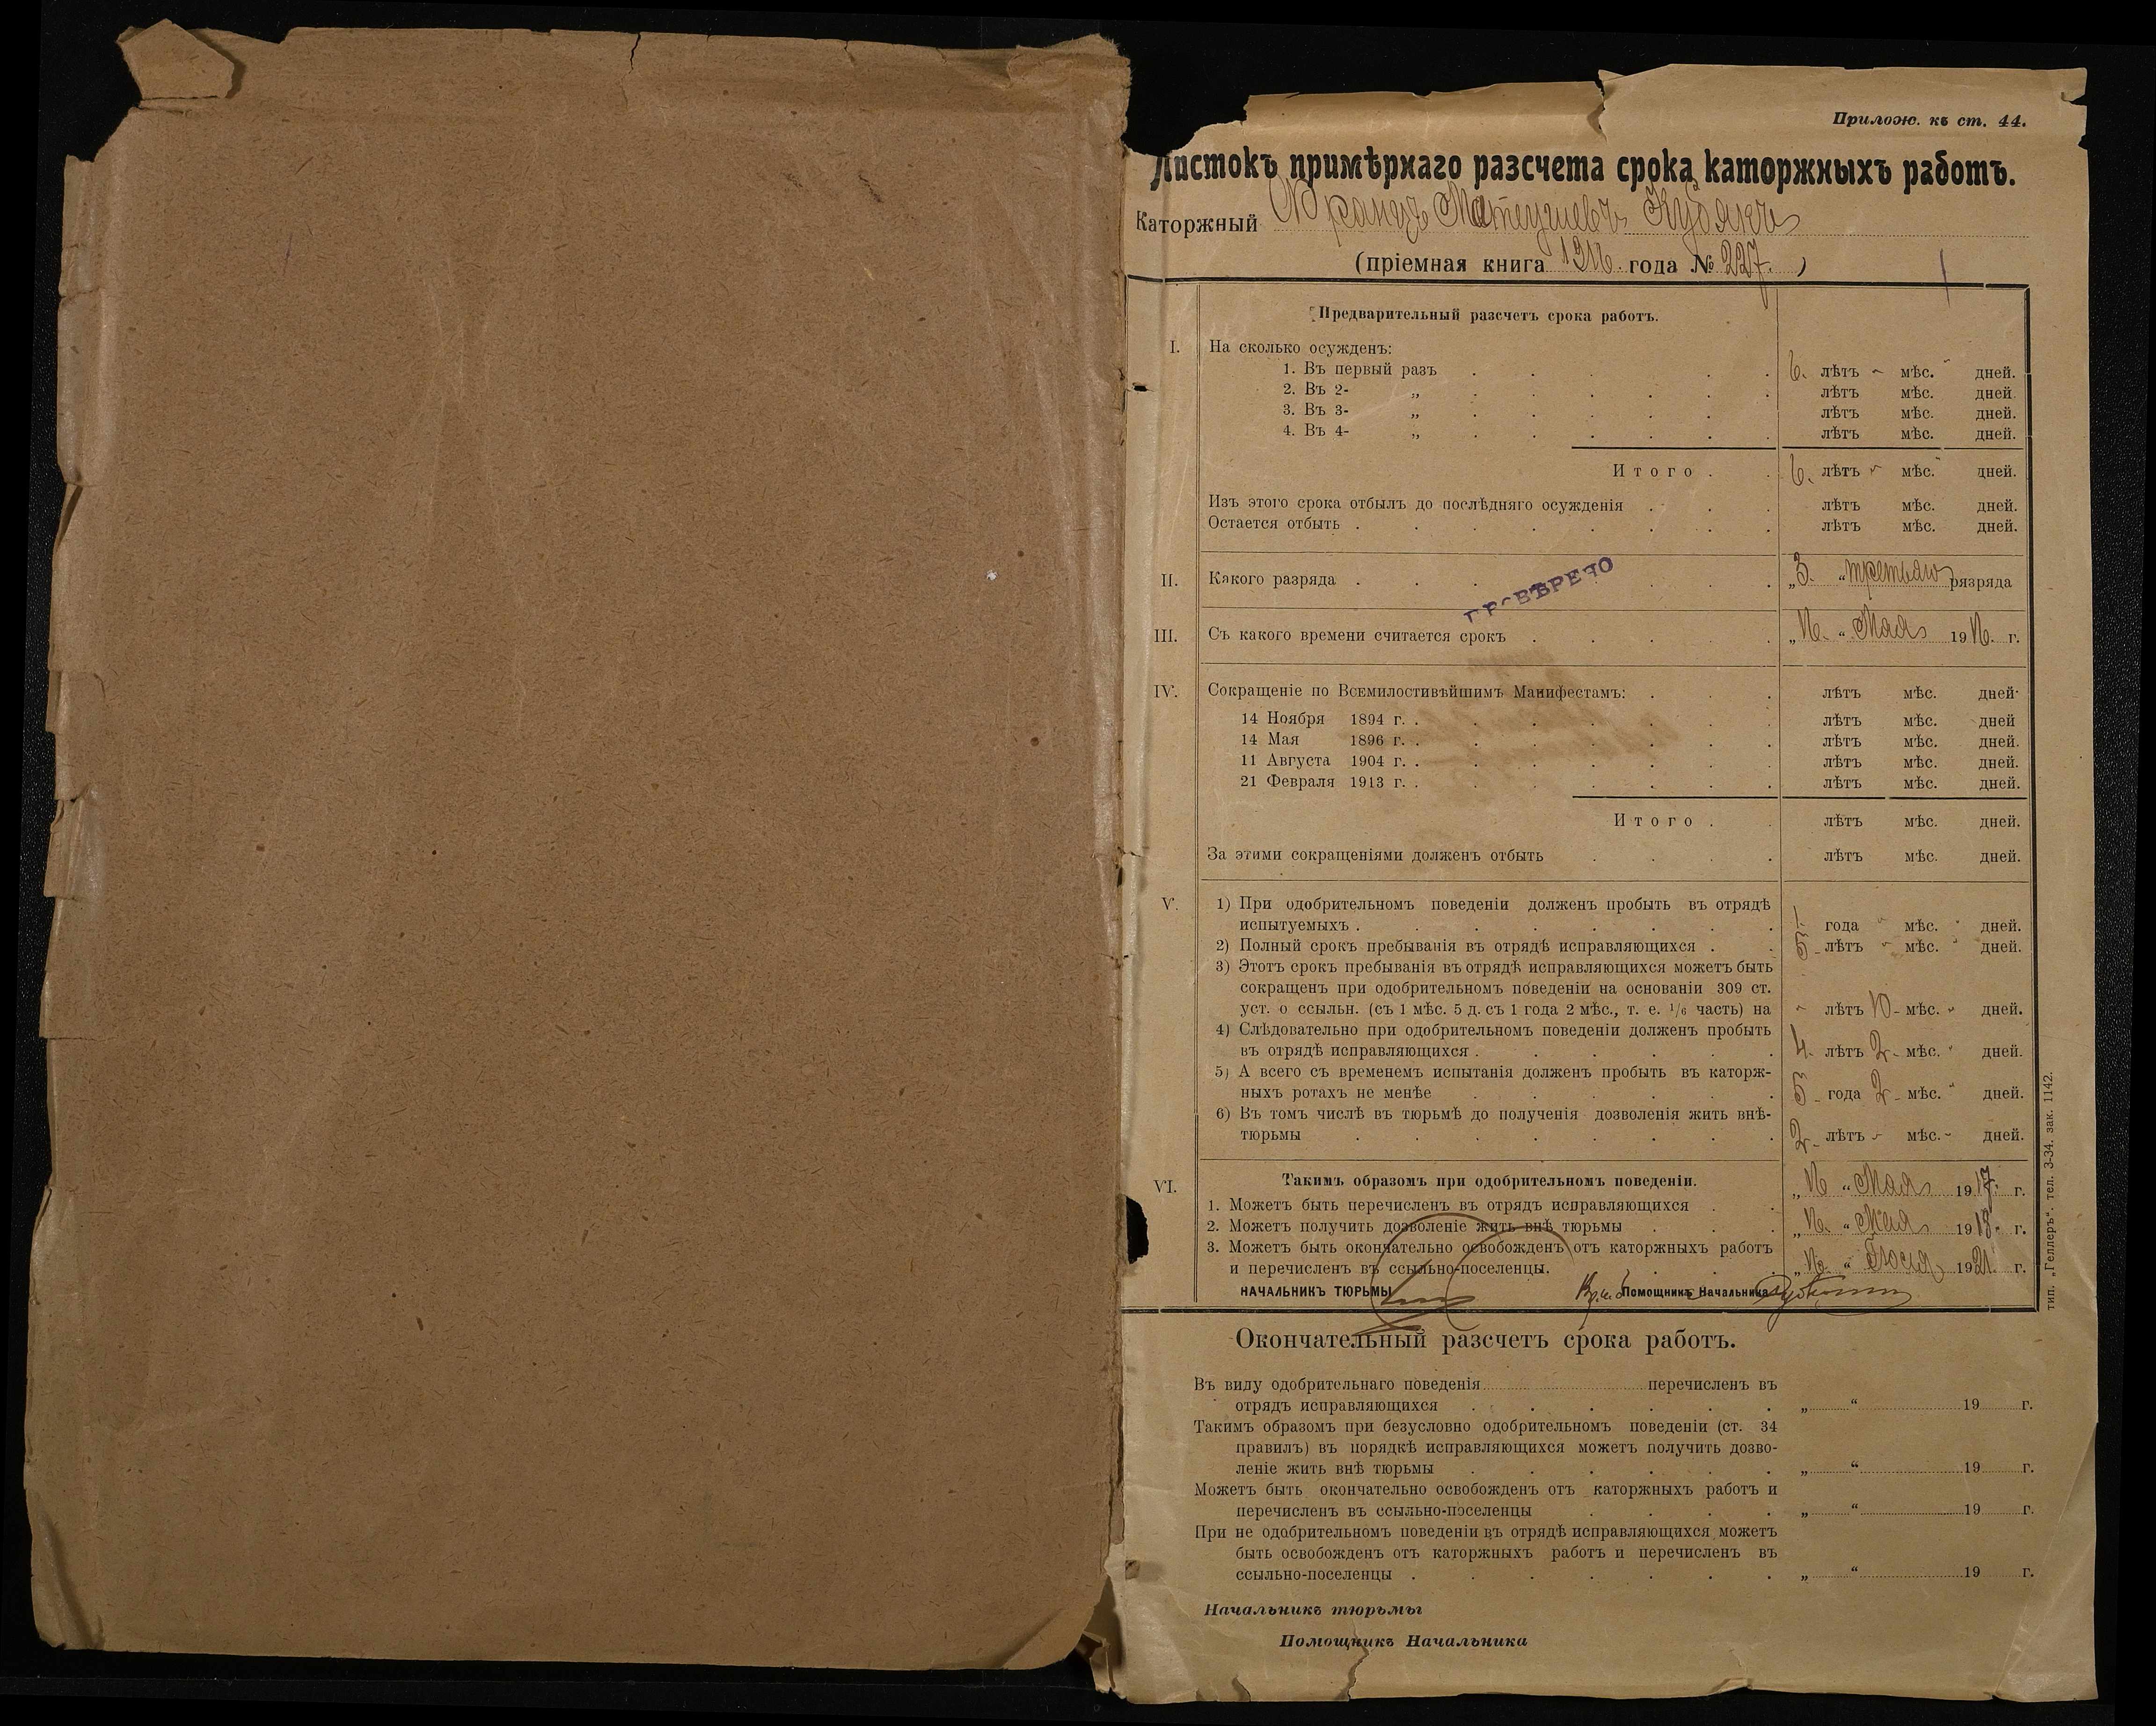 Прилож. къ ст. 44.
Листокъ примѣрнаго разсчета срока каторжныхъ работъ.
Каторжный Францъ Матеушевъ Кубякъ
(пріемная книга 1916 года № 227. )
Предварительный разсчетъ срока работъ.
I. На сколько осужденъ:
1. Въ первый разъ . . . . . 6. лѣтъ - мѣс. " дней.
2. Въ 2- „ . . . . . . лѣтъ мѣс. дней.
3. Въ 3- „ . . . . . лѣтъ мѣс. дней.
4. Въ 4- „ . . . . . . лѣтъ мѣс. дней.
Итого . . 6. лѣтъ - мѣс. " дней.
Изъ этого срока отбылъ до послѣдняго осужденія . . . лѣтъ мѣс. дней.
Остается отбыть . . . . . . . . лѣтъ мѣс. дней.
ПРОВѢРЕНО
II. Какого разряда . . . . „3. “ третьяго разряда
III. Съ какого времени считается срокъ . . . . . „ “ Мая 1916. г.
IV. Сокращеніе по Всемилостивѣйшимъ Манифестамъ: . . . лѣтъ мѣс. дней.
14 Ноября 1894 г. . . . . . . . лѣтъ мѣс. дней
14 Мая 1896 г. . . . . . . . лѣтъ мѣс. дней.
11 Августа 1904 г. . . . . . . . лѣтъ мѣс. дней.
21 Февраля 1913 г. . . . . . . . лѣтъ мѣс. дней.
Итого . . лѣтъ мѣс. дней.
За этими сокращеніями долженъ отбыть . . . . лѣтъ мѣс. дней.
V. 1) При одобрительномъ поведеніи долженъ пробыть въ отрядѣ
испытуемыхъ . . . . . . . . 1. года " мѣс. " дней.
2) Полный срокъ пребыванія въ отрядѣ исправляющихся . . 5 - лѣтъ " мѣс. " дней.
3) Этотъ срокъ пребыванія въ отрядѣ исправляющихся можетъ быть
сокращенъ при одобрительномъ поведеніи на основаніи 309 ст.
уст. о ссыльн. (съ 1 мѣс. 5 д. съ 1 года 2 мѣс., т. е. 1/6 часть) на - лѣтъ 10 - мѣс. " дней.
4) Слѣдовательно при одобрительномъ поведеніи долженъ пробыть
въ отрядѣ исправляющихся . . . . . . 4. лѣтъ 2 - мѣс. " дней.
5) А всего съ временемъ испытанія долженъ пробыть въ каторж-
ныхъ ротахъ не менѣе . . . . . . 5 - года 2 - мѣс. " дней.
6) Въ томъ числѣ въ тюрьмѣ до полученія дозволенія жить внѣ-
тюрьмы . . . . . . . . 2 - лѣтъ - мѣс. - дней.
VI. Такимъ образомъ при одобрительномъ поведеніи.
1. Можетъ быть перечисленъ въ отрядъ исправляющихся . . „ “ Мая 1917. г.
2. Можетъ получить дозволеніе жить внѣ тюрьмы . . . „ “ Мая 1918. г.
3. Можетъ быть окончательно освобожденъ отъ каторжныхъ работъ
и перечисленъ въ ссыльно-поселенцы. . . . . „ “ Іюля 1921. г.
НАЧАЛЬНИКЪ ТЮРЬМЫ Помощникъ Начальника
тип. „Геллеръ“. тел. 3-34. зак. 1142.
Окончательный разсчетъ срока работъ.
Въ виду одобрительнаго поведенія перечисленъ въ
отрядъ исправляющихся . . . . . . „ “ 19 г.
Такимъ образомъ при безусловно одобрительномъ поведеніи (ст. 34
правилъ) въ порядкѣ исправляющихся можетъ получить дозво-
леніе жить внѣ тюрьмы . . . . . . „ “ 19 г.
Можетъ быть окончательно освобожденъ отъ каторжныхъ работъ и
перечисленъ въ ссыльно-поселенцы . . . . „ “ 19 г.
При не одобрительномъ поведеніи въ отрядѣ исправляющихся можетъ
быть освобожденъ отъ каторжныхъ работъ и перечисленъ въ
ссыльно-поселенцы . . . . . . . „ “ 19 г.
Начальникъ тюрьмы
Помощникъ Начальника